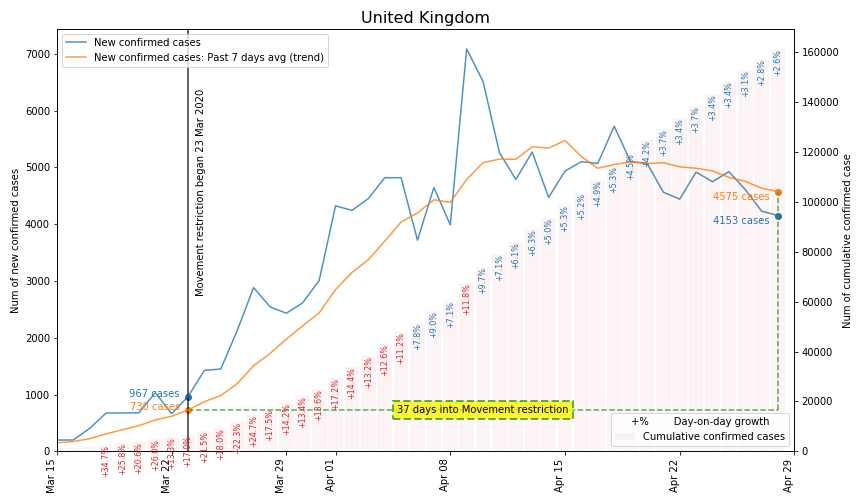 United Kingdom
New confirmed cases
New confirmed cases: Past 7 days avg (trend)
Movement restriction began 23 Mar 2020
Num of new confirmed cases
7000
6000
5000
4000
3000
2000
1000
0
160000
140000
120000
100000
80000
60000
40000
20000
0
Num of cumulative confirmed case
967 cases
730 cases
4575 cases
4153 cases
37 days into Movement restriction
+34.7%
+25.8%
+20.6%
+13.3%
+21.5%
+18.0%
+22.3%
+24.7%
+17.5%
+14.2%
+13.4%
+13.6%
+17.2%
+14.4%
+13.2%
+12.6%
+11.2%
+7.8%
+9.0%
+7.1%
+11.8%
+9.7%
+7.1%
+6.1%
+6.3%
+5.0%
+5.3%
+5.2%
+4.9%
+5.3%
+4.5%
+4.2%
+3.7%
+3.4%
+3.7%
+3.4%
+3.4%
+3.1%
+2.8%
+2.6%
+% Day-on-day growth
Cumulative confirmed cases
Mar 15
Mar 22
Mar 29
Apr 01
Apr 08
Apr 15
Apr 22
Apr 29